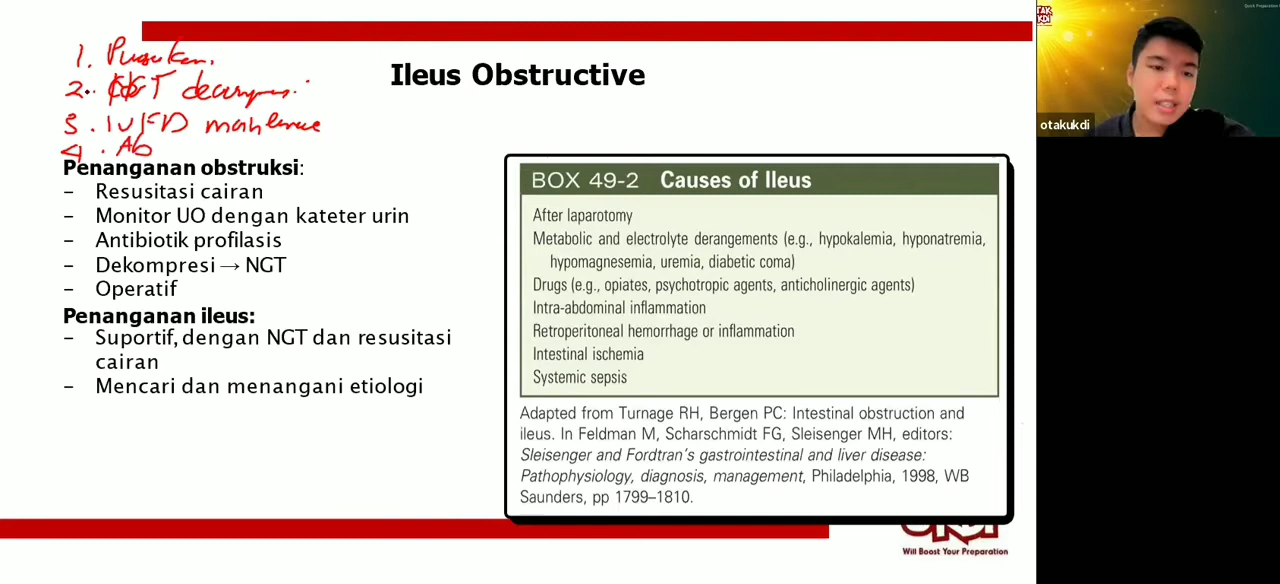 1. Puasakan.
Ileus Obstructive
2. NGT decompresi
3. IVFD maintenance
4. Ab
Penanganan obstruksi:
- Resusitasi cairan
- Monitor UO dengan kateter urin
- Antibiotik profilasis
- Dekompresi → NGT
- Operatif
Penanganan ileus:
- Suportif, dengan NGT dan resusitasi
cairan
- Mencari dan menangani etiologi
BOX 49-2 Causes of Ileus
After laparotomy
Metabolic and electrolyte derangements (e.g., hypokalemia, hyponatremia,
hypomagnesemia, uremia, diabetic coma)
Drugs (e.g., opiates, psychotropic agents, anticholinergic agents)
Intra-abdominal inflammation
Retroperitoneal hemorrhage or inflammation
Intestinal ischemia
Systemic sepsis
Adapted from Turnage RH, Bergen PC: Intestinal obstruction and
ileus. In Feldman M, Scharschmidt FG, Sleisenger MH, editors:
Sleisenger and Fordtran's gastrointestinal and liver disease:
Pathophysiology, diagnosis, management, Philadelphia, 1998, WB
Saunders, pp 1799–1810.
Will Boost Your Preparation
otakukdi